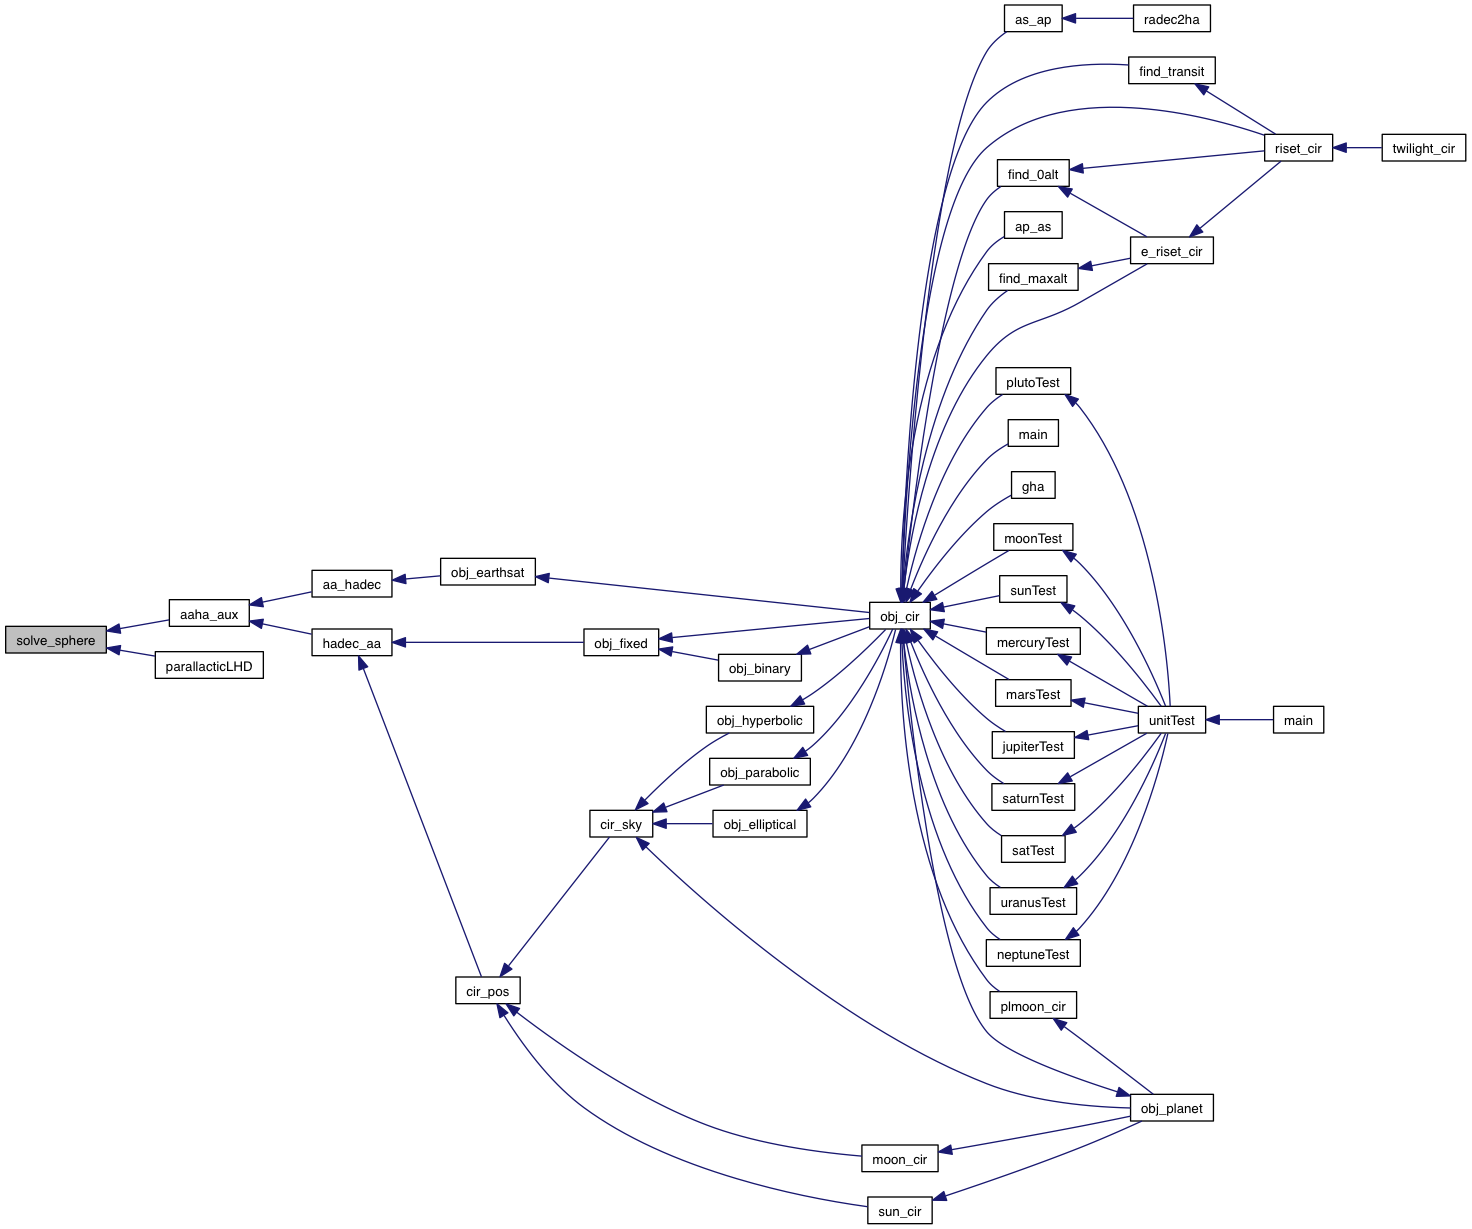 as_ap
radec2ha
find_transit
riset_cir
twilight_cir
find_0alt
ap_as
e_riset_cir
find_maxalt
plutoTest
main
gha
moonTest
obj_earthsat
aa_hadec
sunTest
aaha_aux
obj_cir
solve_sphere
hadec_aa
obj_fixed
mercuryTest
parallacticLHD
obj_binary
marsTest
obj_hyperbolic
unitTest
main
jupiterTest
obj_parabolic
saturnTest
cir_sky
obj_elliptical
satTest
uranusTest
neptuneTest
cir_pos
plmoon_cir
obj_planet
moon_cir
sun_cir